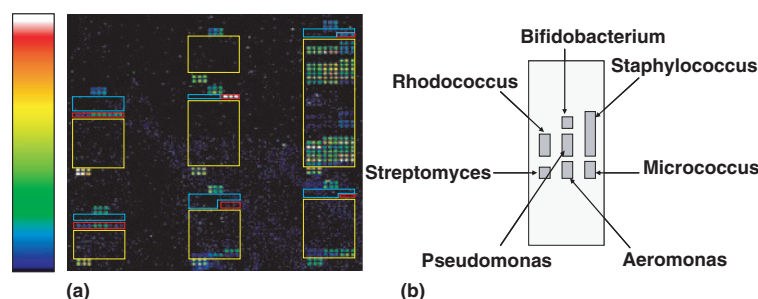 Bifidobacterium
Staphylococcus
Rhodococcus
Streptomyces
Micrococcus
Pseudomonas
Aeromonas
(a)
(b)